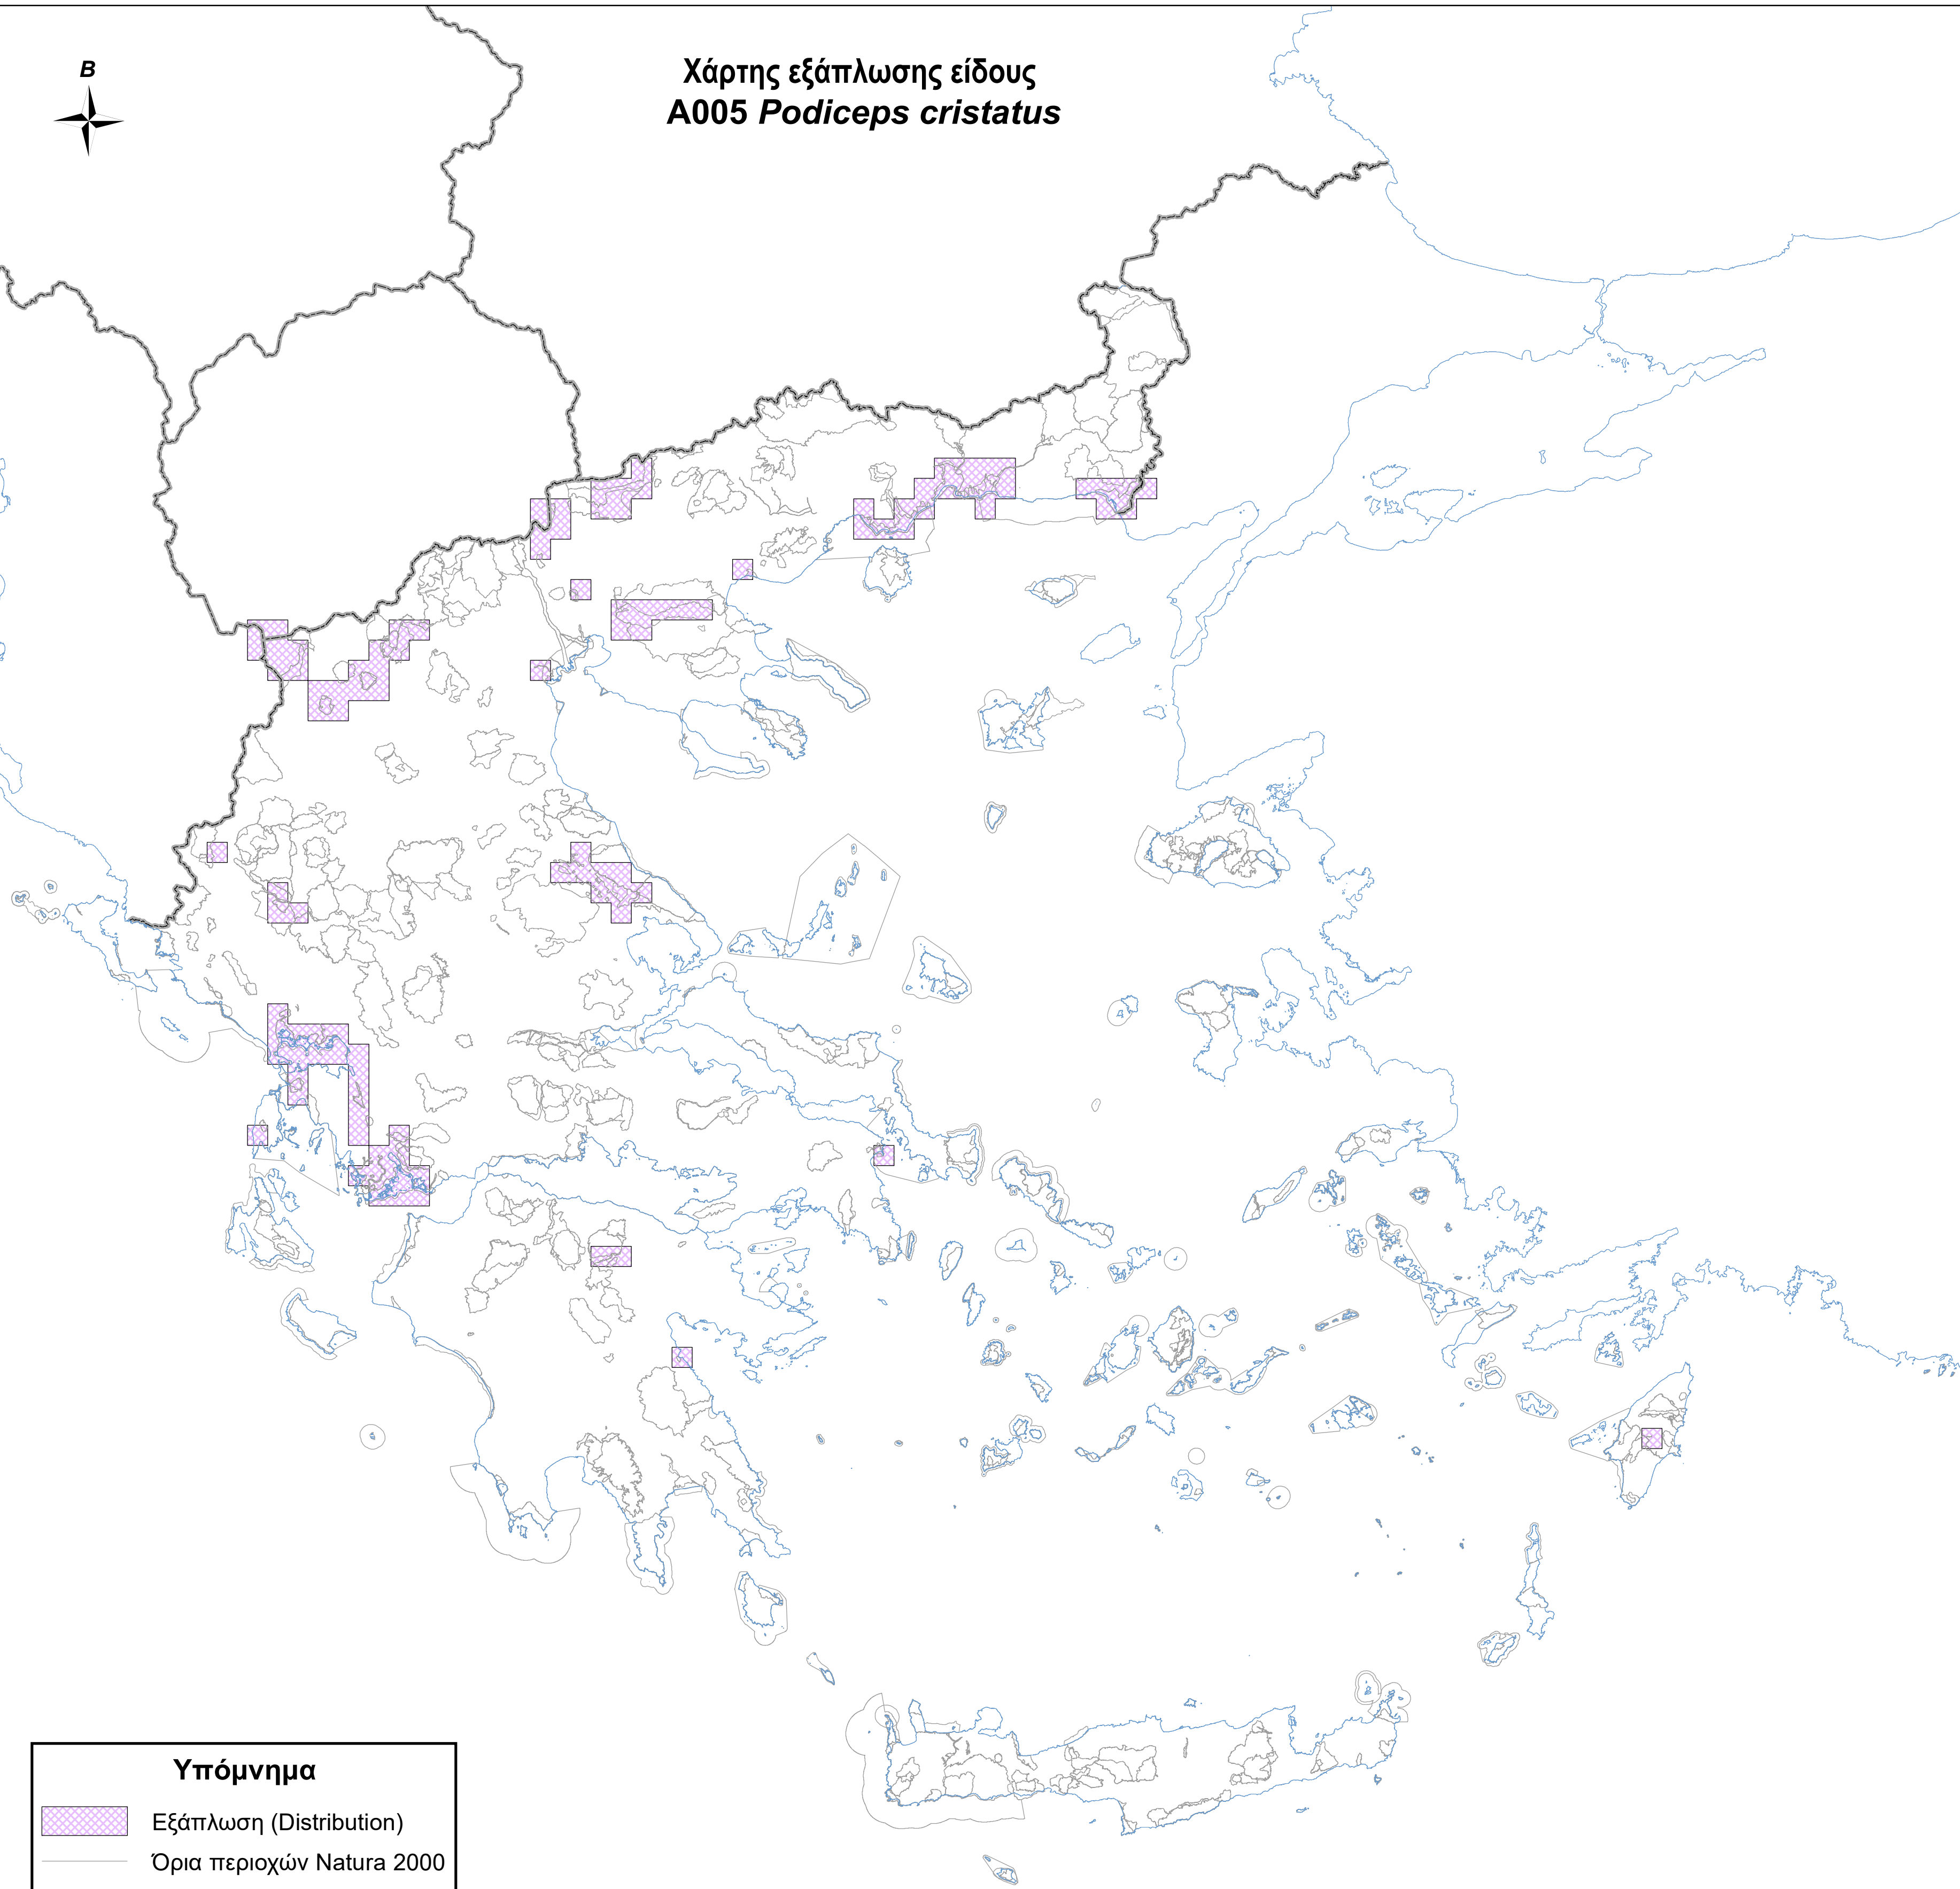 Β
Χάρτης εξάπλωσης είδους
A005 Podiceps cristatus
Υπόμνημα
Εξάπλωση (Distribution)
Όρια περιοχών Natura 2000